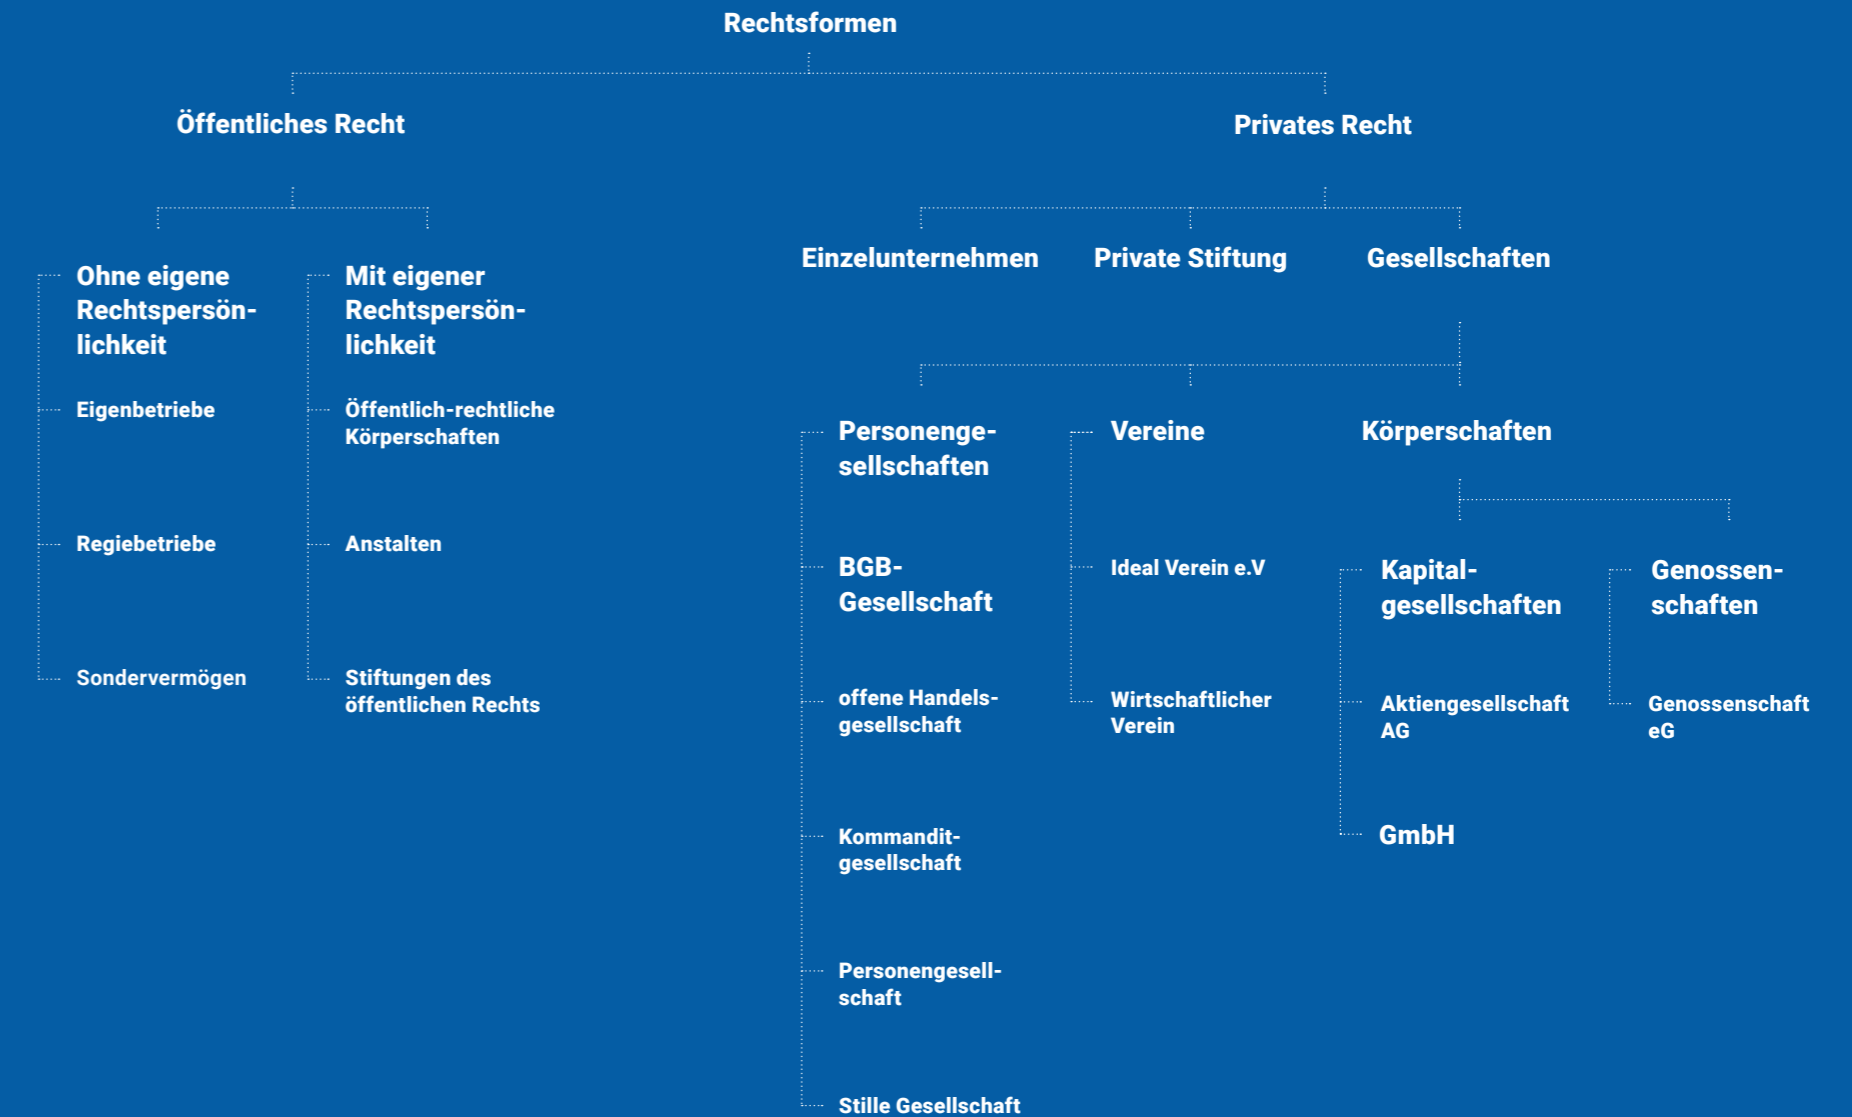 Rechtsformen
Öffentliches Recht
Privates Recht
Ohne eigene
Rechtspersön-
lichkeit
Eigenbetriebe
Regiebetriebe
Sondervermögen
Mit eigener
Rechtspersön-
lichkeit
Öffentlich-rechtliche
Körperschaften
Anstalten
Stiftungen des
öffentlichen Rechts
Einzelunternehmen
Private Stiftung
Gesellschaften
Personenge-
sellschaften
BGB-
Gesellschaft
offene Handels-
gesellschaft
Kommandit-
gesellschaft
Personengesell-
schaft
Stille Gesellschaft
Vereine
Ideal Verein e.V
Wirtschaftlicher
Verein
Körperschaften
Kapital-
gesellschaften
Aktiengesellschaft
AG
GmbH
Genossen-
schaften
Genossenschaft
eG